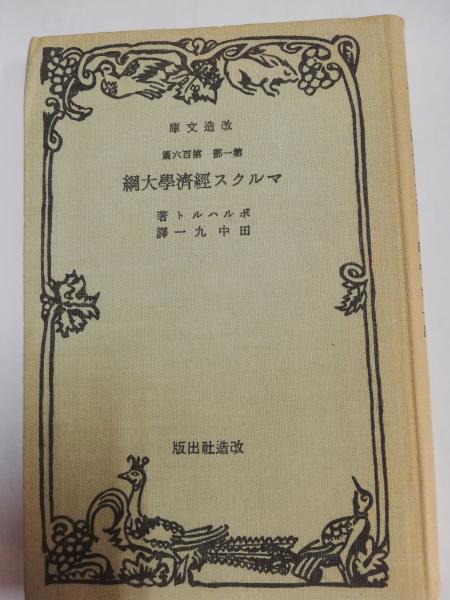 改造文庫
第一部 第百六篇
マルクス經濟學大綱
ボルハルト著
田中九一譯
改造社出版